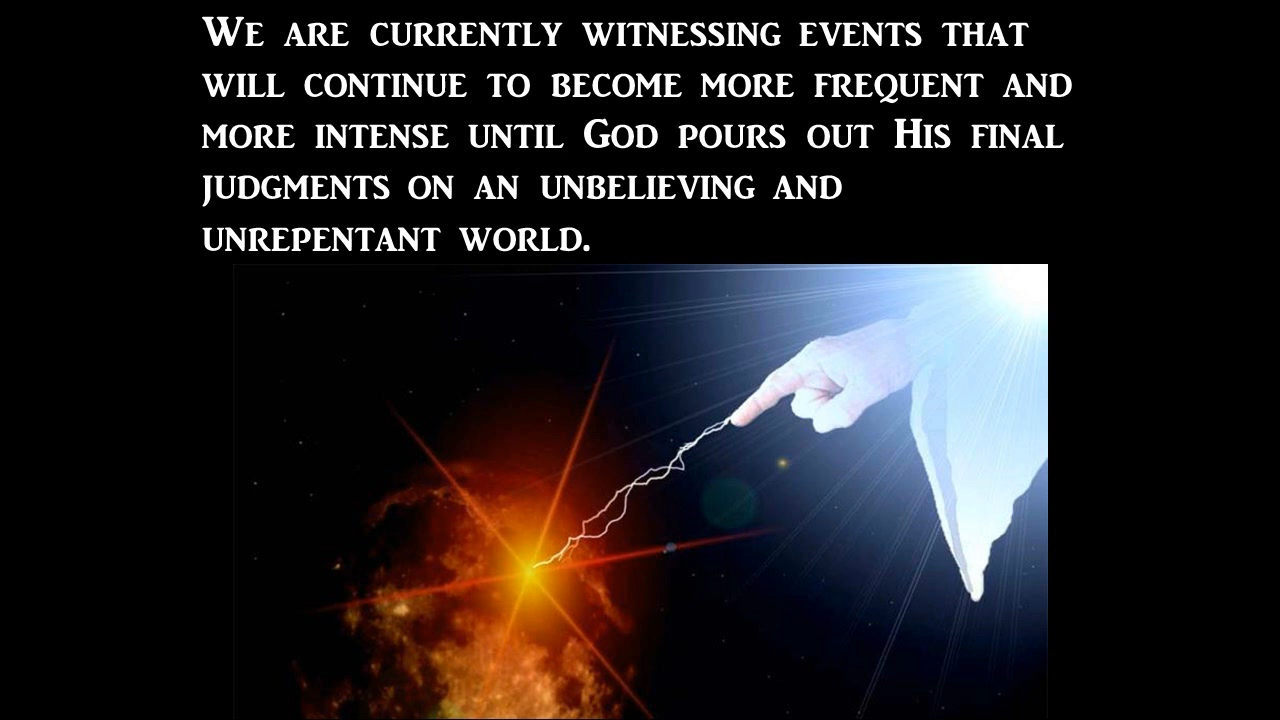 We are currently witnessing events that
will continue to become more frequent and
more intense until God pours out His final
judgments on an unbelieving and
unrepentant world.